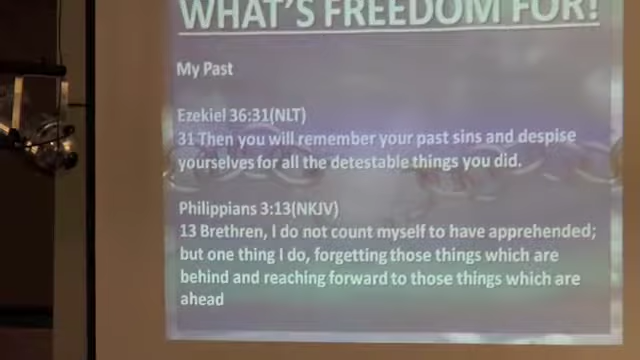 WHAT'S FREEDOM FOR!
My Past
Ezekiel 36:31(NLT)
31 Then you will remember your past sins and despise
yourselves for all the detestable things you did.
Philippians 3:13(NKJV)
13 Brethren, I do not count myself to have apprehended;
but one thing I do, forgetting those things which are
behind and reaching forward to those things which are
ahead